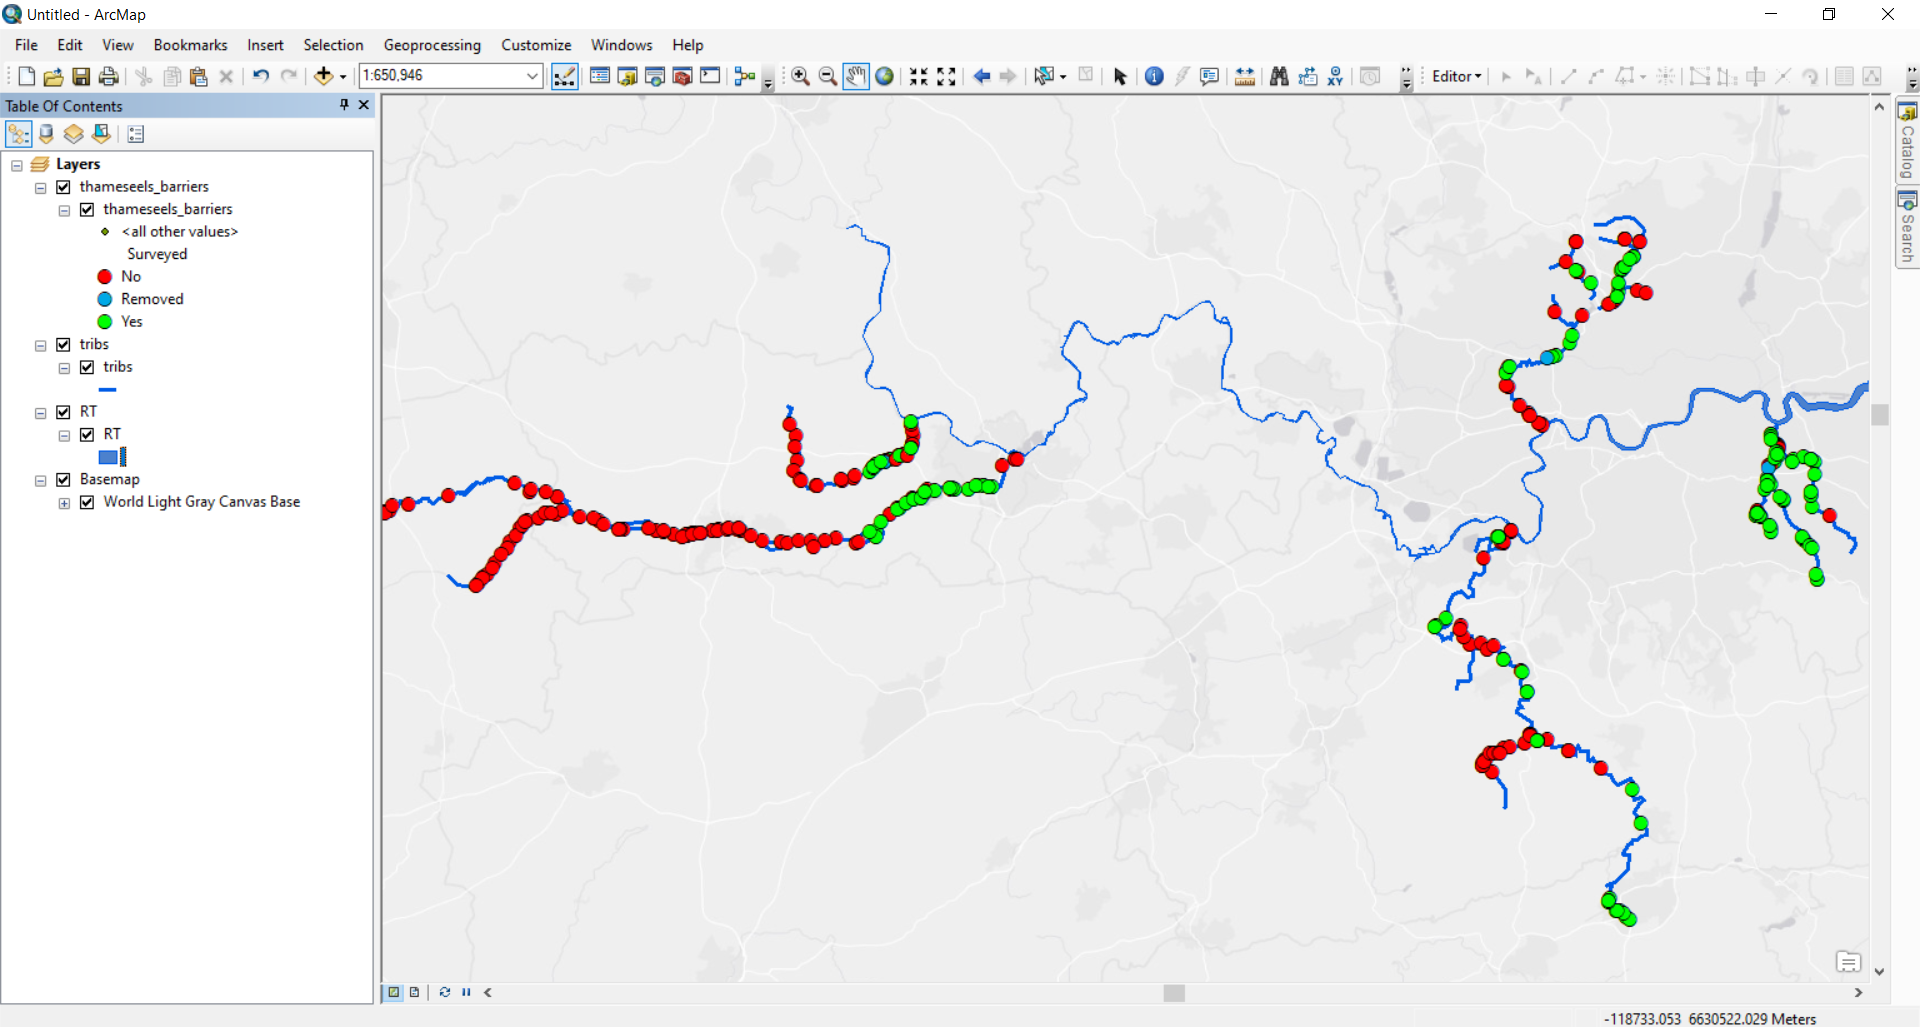 Untitled - ArcMap
File Edit View Bookmarks Insert Selection Geoprocessing Customize Windows Help
1:650,946
XY
Editor
Table Of Contents
Layers
thameseels_barriers
thameseels_barriers
<all other values>
Surveyed
No
Removed
Yes
tribs
tribs
RT
RT
Basemap
World Light Gray Canvas Base
Catalog
Search
-118733.053 6630522.029 Meters